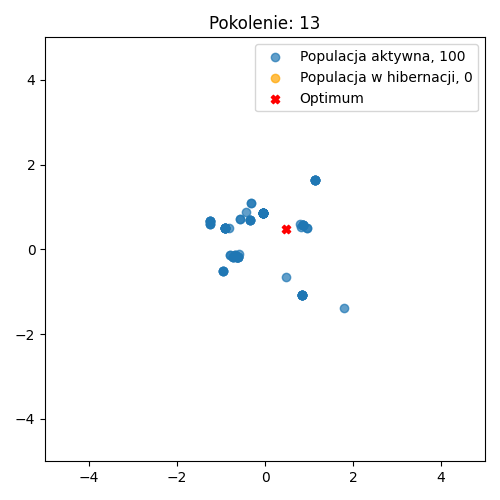 Pokolenie: 13
Populacja aktywna, 100
Populacja w hibernacji, 0
Optimum
4
2
0
−2
−4
−4 −2 0 2 4